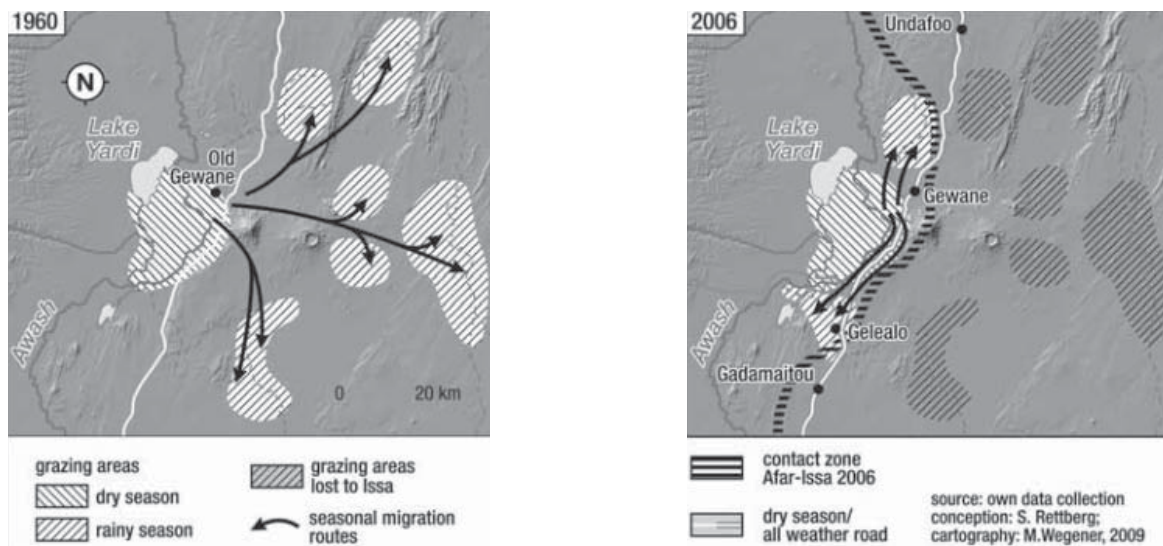 1960
N
Lake
Yardi
Old
Gewane
Awash
0 20 km
grazing areas
dry season
rainy season
grazing areas
lost to Issa
seasonal migration
routes
2006
Undafoo
Lake
Yardi
Gewane
Gelealo
Gadamaitou
Awash
contact zone
Afar-Issa 2006
dry season/
all weather road
source: own data collection
conception: S. Rettberg;
cartography: M.Wegener, 2009